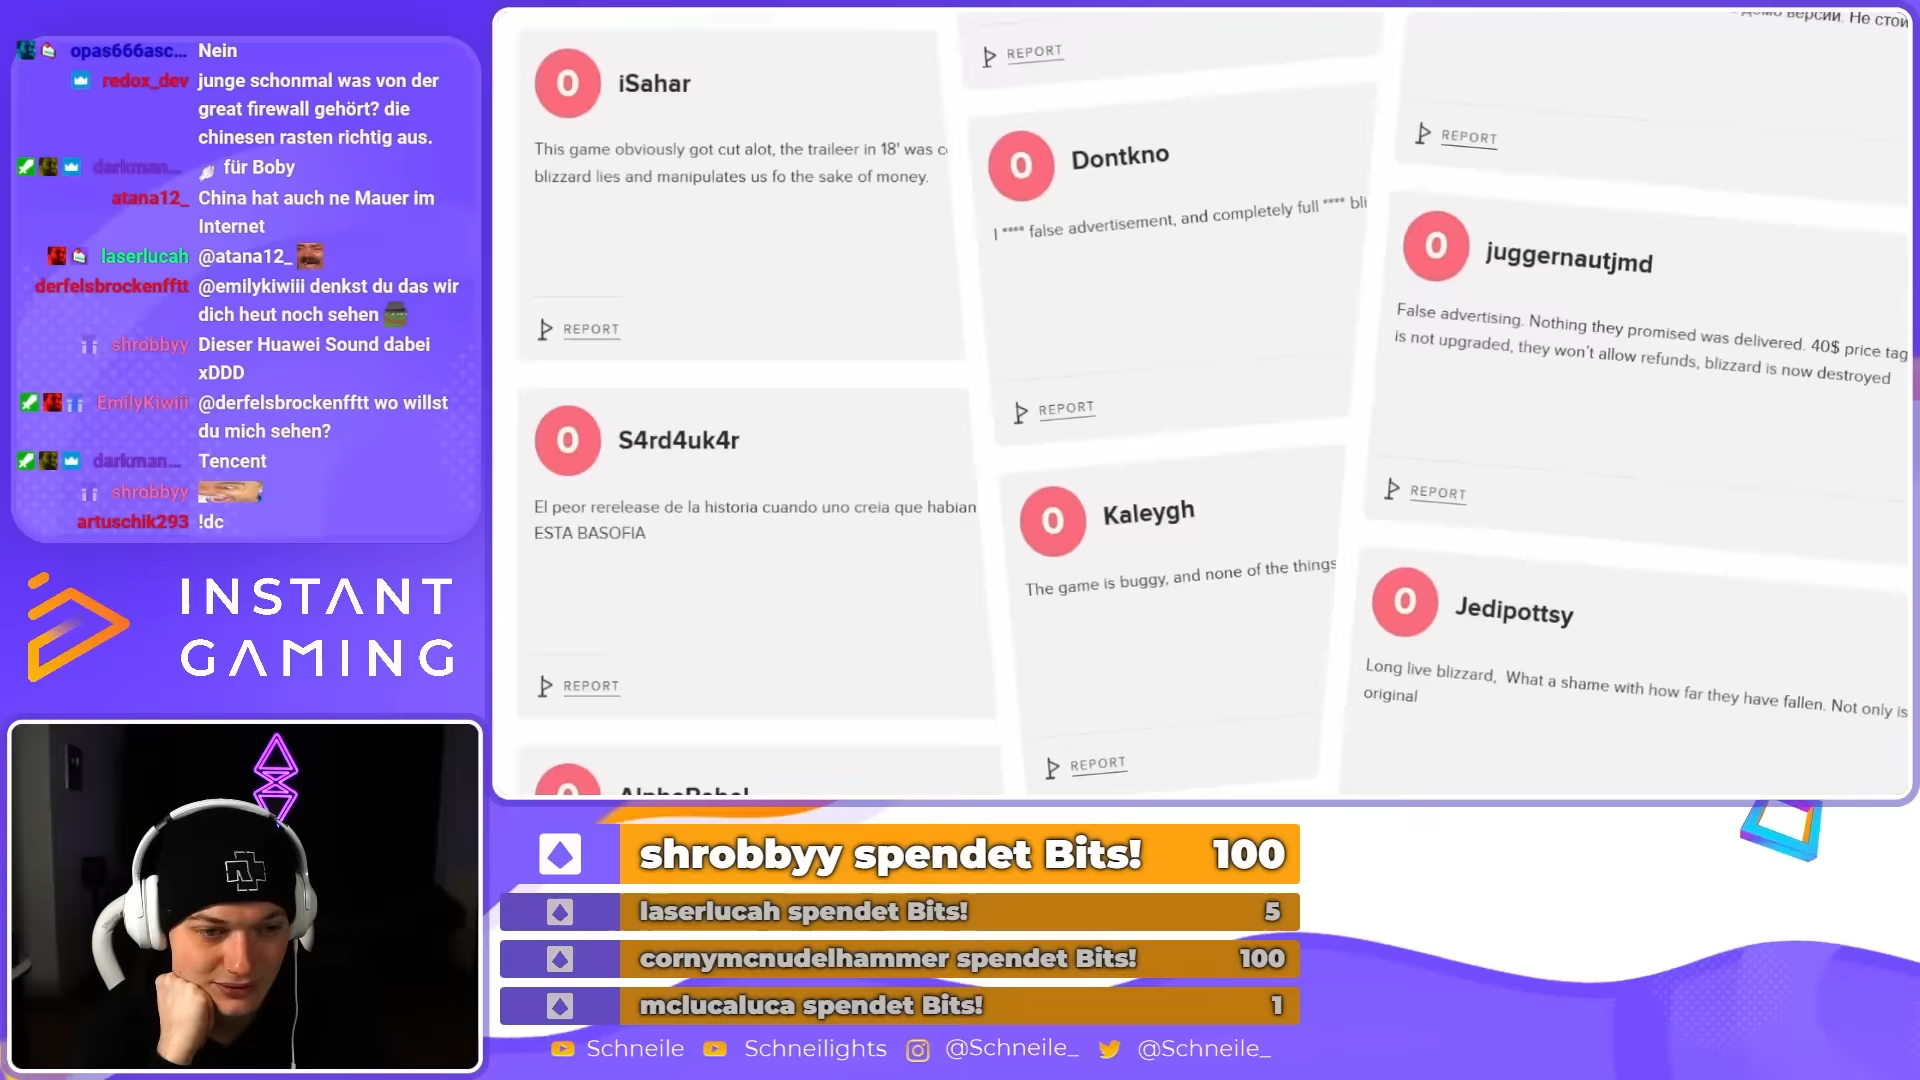 opas666asc... Nein
redox_dev junge schonmal was von der
great firewall gehört? die
chinesen rasten richtig aus.
darkman... für Boby
atana12_ China hat auch ne Mauer im
Internet
laserlucah @atana12_
derfelsbrockenfftt @emilykiwiii denkst du das wir
dich heut noch sehen
shrobbyy Dieser Huawei Sound dabei
xDDD
EmilyKiwiii @derfelsbrockenfftt wo willst
du mich sehen?
darkman... Tencent
shrobbyy
artuschik293 !dc
INSTANT
GAMING
0 iSahar
This game obviously got cut alot, the traileer in 18' was c
blizzard lies and manipulates us fo the sake of money.
REPORT
0 S4rd4uk4r
El peor rerelease de la historia cuando uno creia que habian
ESTA BASOFIA
REPORT
REPORT
0 Dontkno
I **** false advertisement, and completely full **** bli
REPORT
0 Kaleygh
The game is buggy, and none of the things
REPORT
версии. Не стои
REPORT
0 juggernautjmd
False advertising. Nothing they promised was delivered. 40$ price tag
is not upgraded, they won't allow refunds, blizzard is now destroyed
REPORT
0 Jedipottsy
Long live blizzard, What a shame with how far they have fallen. Not only is
original
shrobbyy spendet Bits! 100
laserlucah spendet Bits! 5
cornymcnudelhammer spendet Bits! 100
mclucaluca spendet Bits! 1
Schneile Schneilights @Schneile_ @Schneile_